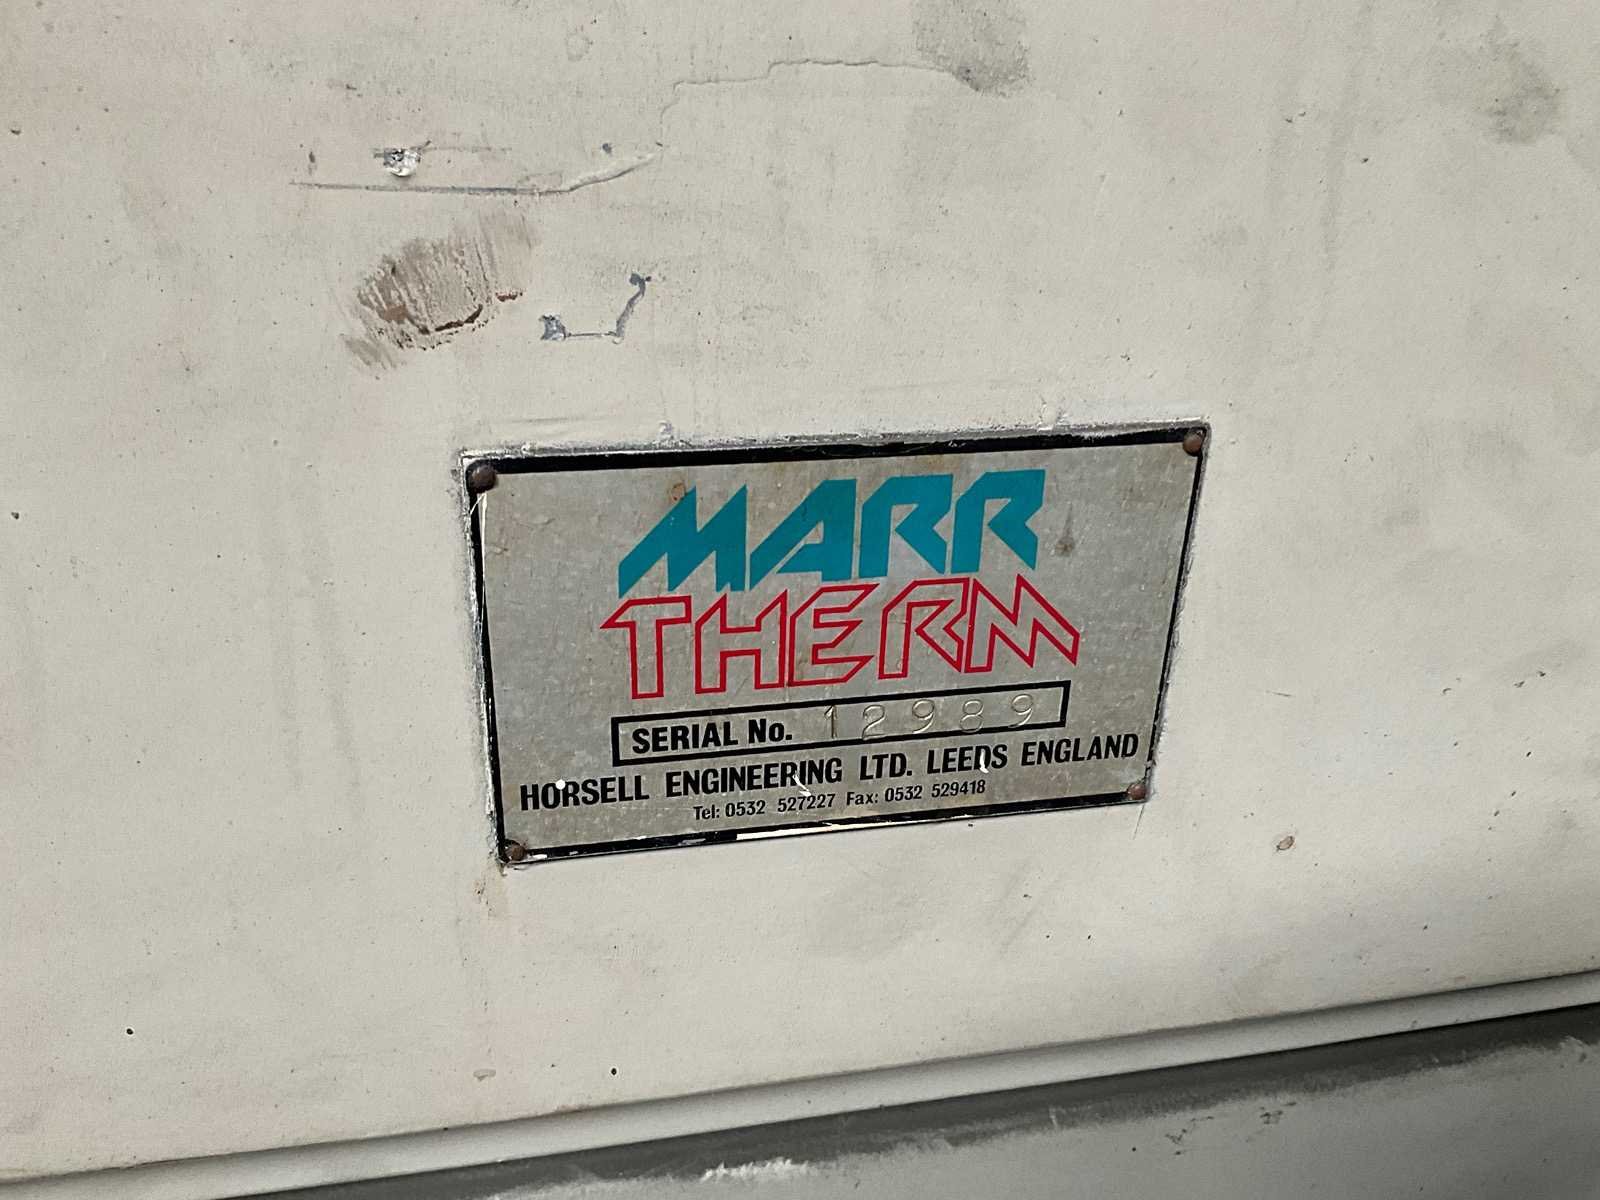 MARR
THERM
SERIAL No. 12989
HORSELL ENGINEERING LTD. LEEDS ENGLAND
Tel: 0532 527227 Fax: 0532 529418